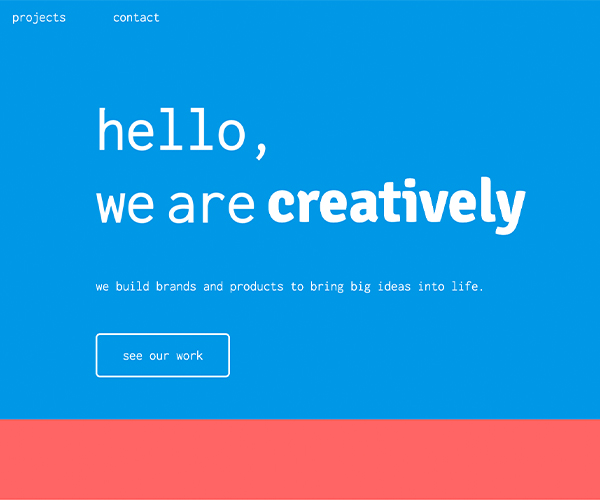 projects contact
hello,
we are creatively
we build brands and products to bring big ideas into life.
see our work